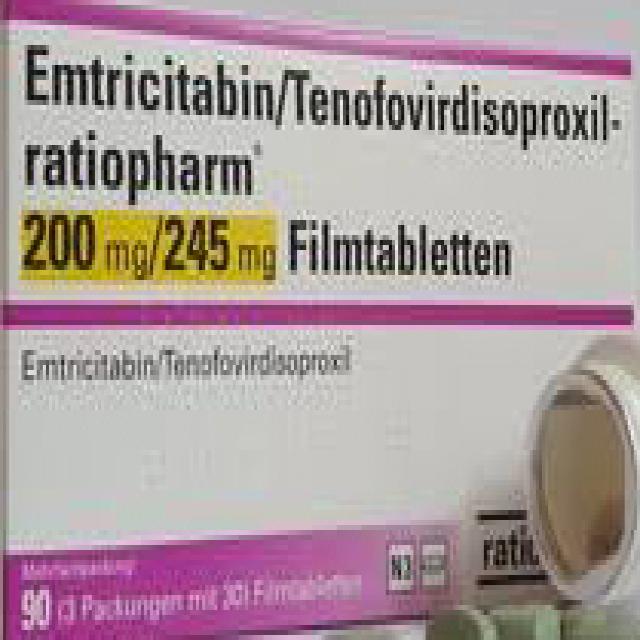 Emtricitabin/Tenofovirdisoproxil-
ratiopharm®
200 mg/245 mg Filmtabletten
Emtricitabin/Tenofovirdisoproxil
90 (3 Packungen mit 30) Filmtabletten
N3
ratio